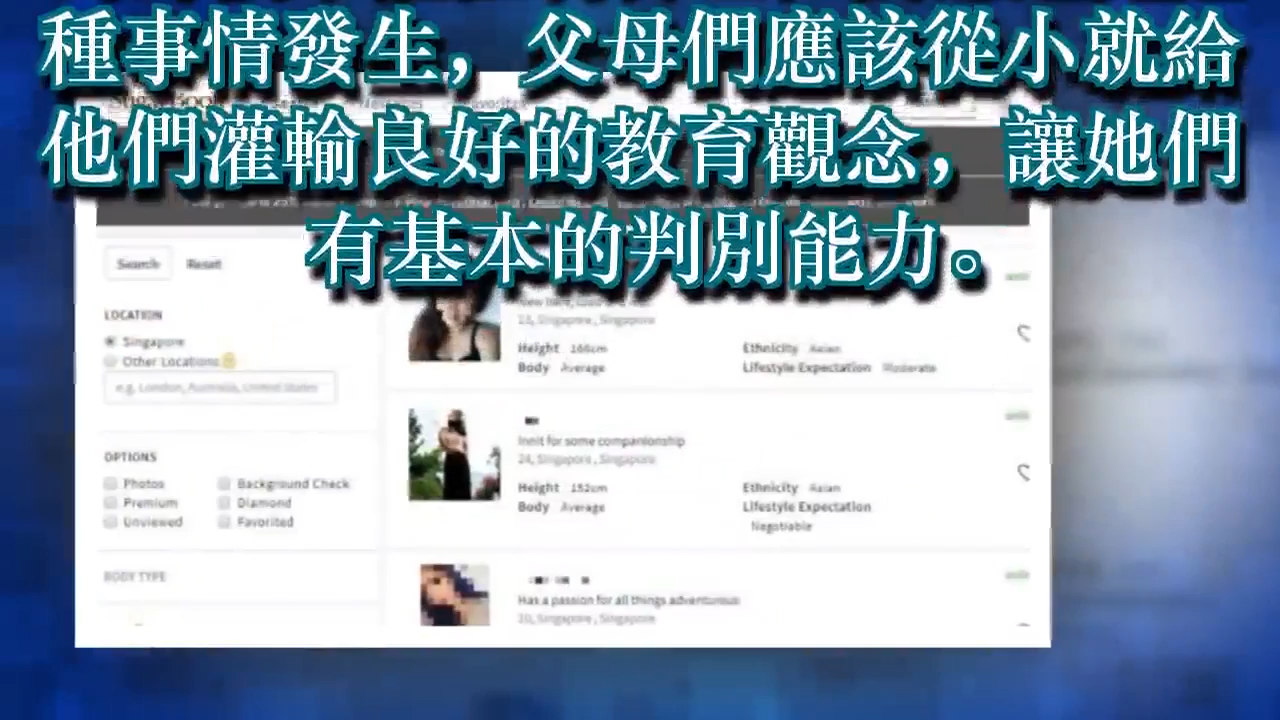 種事情發生，父母們應該從小就給
他們灌輸良好的教育觀念，讓她們
有基本的判別能力。
Search Reset
LOCATION
Singapore
Other Locations
e.g. London, Australia, United States
OPTIONS
Photos Background Check
Premium Diamond
Unviewed Favorited
BODY TYPE
Singapore, Singapore
Height 166cm Ethnicity Asian
Body Average Lifestyle Expectation Moderate
Innit for some companionship
24, Singapore, Singapore
Height 152cm Ethnicity Asian
Body Average Lifestyle Expectation
Negotiable
Has a passion for all things adventurous
Singapore, Singapore